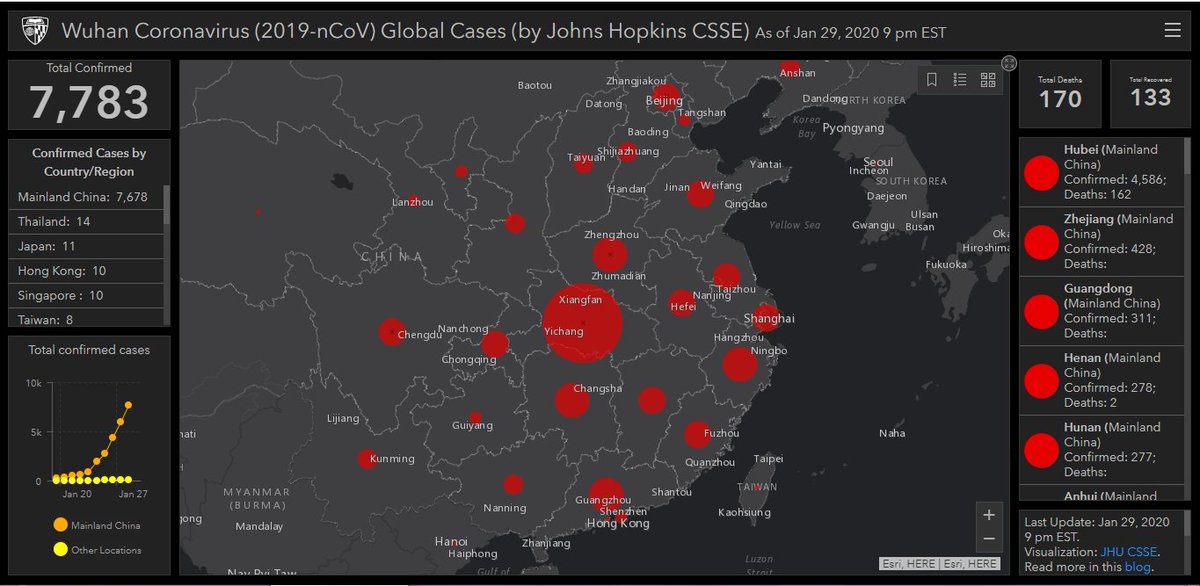 Wuhan Coronavirus (2019-nCoV) Global Cases (by Johns Hopkins CSSE) As of Jan 29, 2020 9 pm EST
Total Confirmed
7,783
Confirmed Cases by
Country/Region
Mainland China: 7,678
Thailand: 14
Japan: 11
Hong Kong: 10
Singapore : 10
Taiwan: 8
Total confirmed cases
10k
5k
0
Jan 20
Jan 27
Mainland China
Other Locations
Baotou
Zhangjiakou
Datong
Beijing
Tangshan
Baoding
Taiyuan
Shijiazhuang
Handan
Jinan
Weifang
Yantai
Qingdao
Anshan
Dandong
NORTH KOREA
Korea
Bay
Pyongyang
Seoul
Incheon
SOUTH KOREA
Daejeon
Ulsan
Gwangju
Busan
Yellow Sea
Oka
Hiroshima
Fukuoka
Lanzhou
CHINA
Zhengzhou
Zhumadian
Xiangfan
Yichang
Taizhou
Nanjing
Hefei
Shanghai
Hangzhou
Ningbo
Chengdu
Nanchong
Chongqing
Changsha
Lijiang
Guiyang
Kunming
Fuzhou
Quanzhou
Taipei
TAIWAN
Kaohsiung
Naha
Nanning
Guangzhou
Shantou
Shenzhen
Hong Kong
Zhanjiang
MYANMAR
(BURMA)
Mandalay
Nay Pyi Taw
Hanoi
Haiphong
Gulf of
Luzon
Strait
hati
gong
+
−
Esri, HERE | Esri, HERE
Total Deaths
170
Total Recovered
133
Hubei (Mainland
China)
Confirmed: 4,586;
Deaths: 162
Zhejiang (Mainland
China)
Confirmed: 428;
Deaths:
Guangdong
(Mainland China)
Confirmed: 311;
Deaths:
Henan (Mainland
China)
Confirmed: 278;
Deaths: 2
Hunan (Mainland
China)
Confirmed: 277;
Deaths:
Anhui (Mainland
Last Update: Jan 29, 2020
9 pm EST.
Visualization: JHU CSSE.
Read more in this blog.